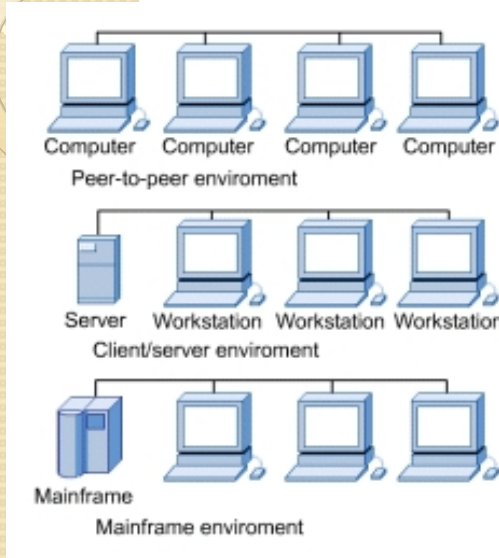 Computer Computer Computer Computer
Peer-to-peer enviroment
Server Workstation Workstation Workstation
Client/server enviroment
Mainframe
Mainframe enviroment